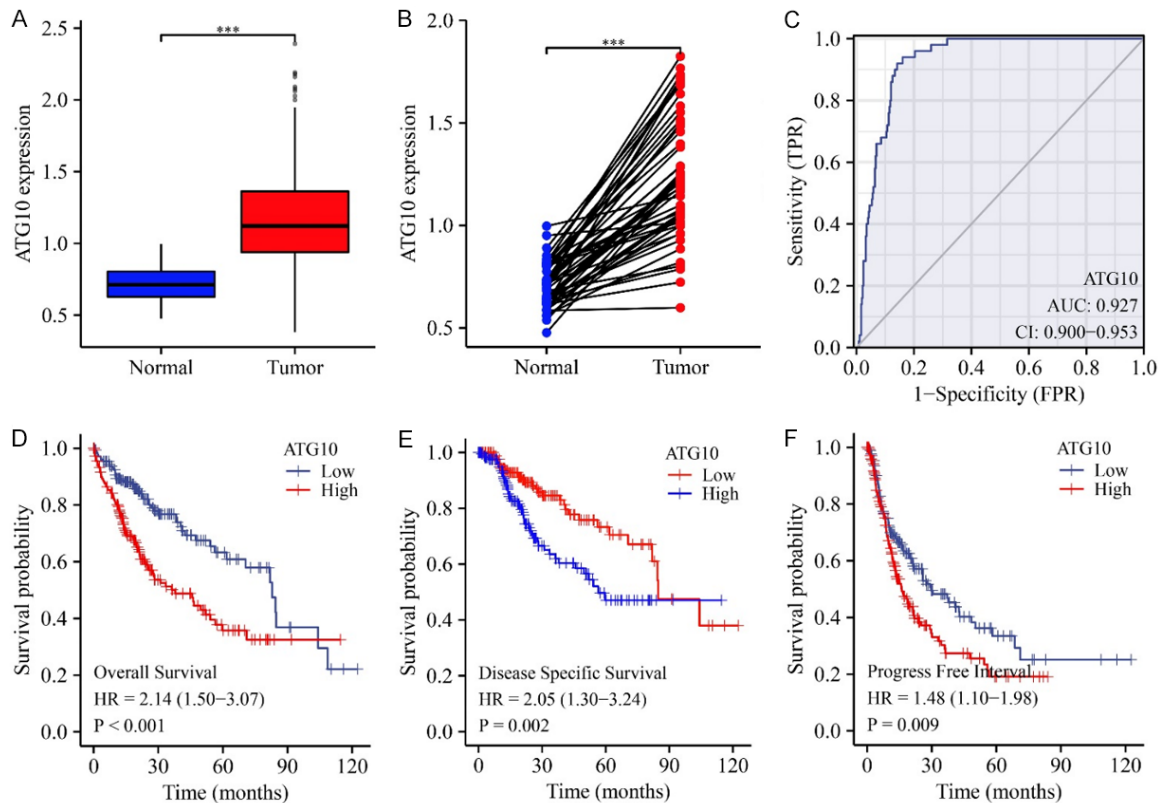 A
ATG10 expression
2.5
2.0
1.5
1.0
0.5
***
Normal
Tumor
B
ATG10 expression
2.0
1.5
1.0
0.5
***
Normal
Tumor
C
Sensitivity (TPR)
1.0
0.8
0.6
0.4
0.2
0.0
ATG10
AUC: 0.927
CI: 0.900−0.953
0.0 0.2 0.4 0.6 0.8 1.0
1−Specificity (FPR)
D
Survival probability
1.0
0.8
0.6
0.4
0.2
0.0
ATG10
Low
High
Overall Survival
HR = 2.14 (1.50−3.07)
P < 0.001
0 30 60 90 120
Time (months)
E
Survival probability
1.0
0.8
0.6
0.4
0.2
0.0
ATG10
Low
High
Disease Specific Survival
HR = 2.05 (1.30−3.24)
P = 0.002
0 30 60 90 120
Time (months)
F
Survival probability
1.0
0.8
0.6
0.4
0.2
0.0
ATG10
Low
High
Progress Free Interval
HR = 1.48 (1.10−1.98)
P = 0.009
0 30 60 90 120
Time (months)